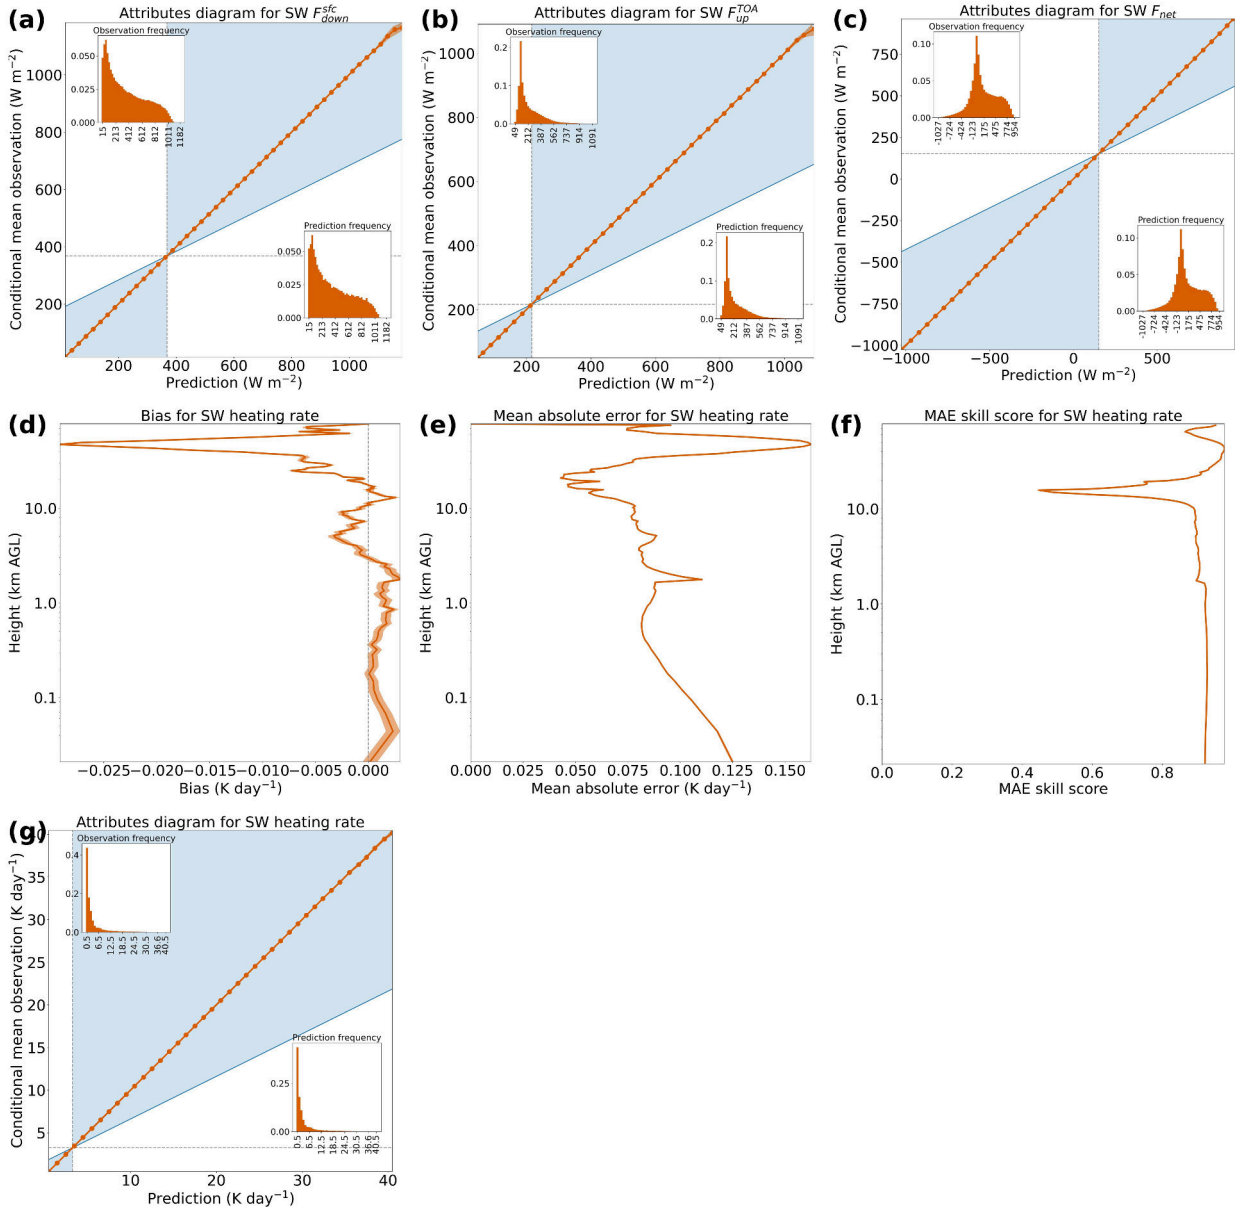 (a)
Attributes diagram for SW F^sfc_down
Conditional mean observation (W m⁻²)
1000
800
600
400
200
Observation frequency
0.050
0.025
0.000
15
213
412
612
812
1011
1182
Prediction frequency
0.050
0.025
0.000
15
213
412
612
812
1011
1182
200 400 600 800 1000
Prediction (W m⁻²)
(b)
Attributes diagram for SW F^TOA_up
Conditional mean observation (W m⁻²)
1000
800
600
400
200
Observation frequency
0.2
0.1
0.0
49
212
387
562
737
914
1091
Prediction frequency
0.2
0.1
0.0
49
212
387
562
737
914
1091
200 400 600 800 1000
Prediction (W m⁻²)
(c)
Attributes diagram for SW F_net
Conditional mean observation (W m⁻²)
750
500
250
0
−250
−500
−750
−1000
Observation frequency
0.10
0.05
0.00
-1027
-724
-424
-123
175
475
774
954
Prediction frequency
0.10
0.05
0.00
-1027
-724
-424
-123
175
475
774
954
−1000 −500 0 500
Prediction (W m⁻²)
(d)
Bias for SW heating rate
Height (km AGL)
10.0
1.0
0.1
−0.025−0.020−0.015−0.010−0.005 0.000
Bias (K day⁻¹)
(e)
Mean absolute error for SW heating rate
Height (km AGL)
10.0
1.0
0.1
0.000 0.025 0.050 0.075 0.100 0.125 0.150
Mean absolute error (K day⁻¹)
(f)
MAE skill score for SW heating rate
Height (km AGL)
10.0
1.0
0.1
0.0 0.2 0.4 0.6 0.8
MAE skill score
(g)
Attributes diagram for SW heating rate
Conditional mean observation (K day⁻¹)
40
35
30
25
20
15
10
5
Observation frequency
0.4
0.2
0.0
0.5
6.5
12.5
18.5
24.5
30.5
36.6
40.5
Prediction frequency
0.25
0.00
0.5
6.5
12.5
18.5
24.5
30.5
36.6
40.5
10 20 30 40
Prediction (K day⁻¹)